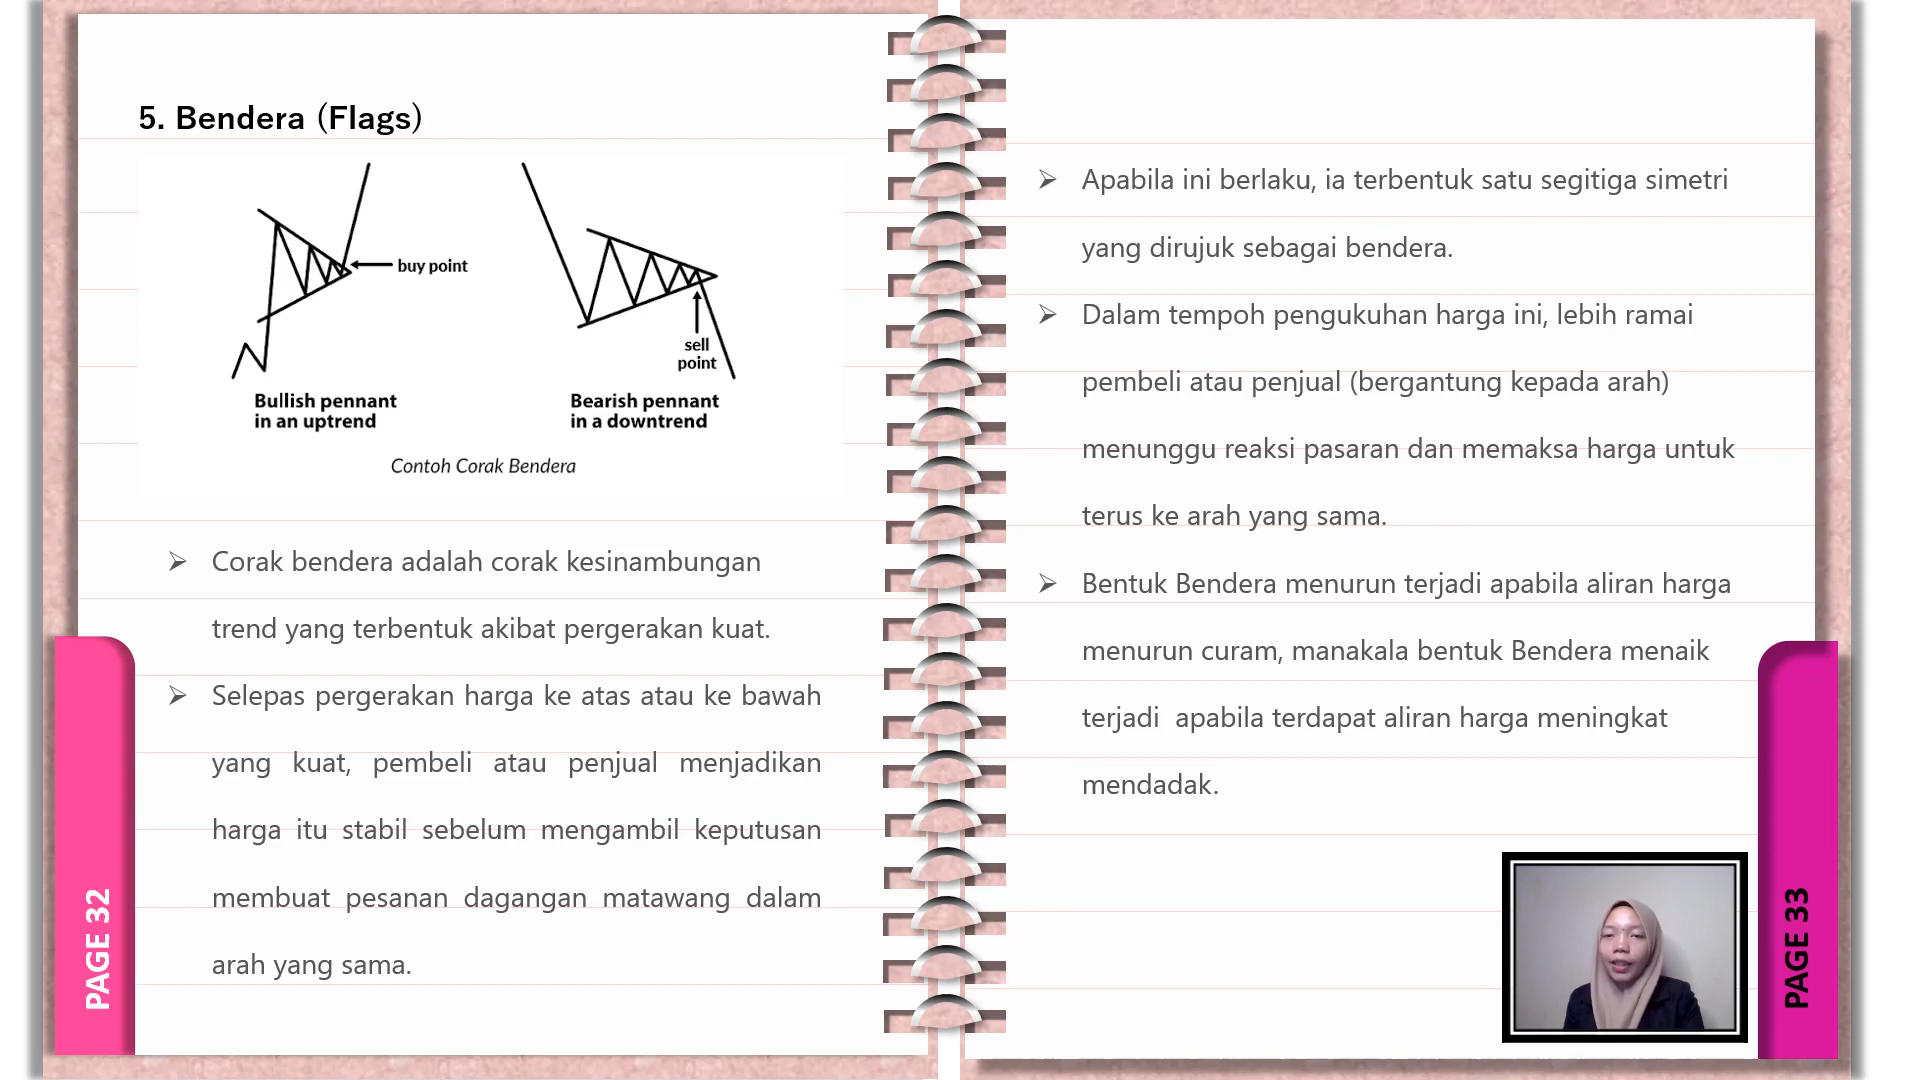 5. Bendera (Flags)
buy point
sell
point
Bullish pennant
in an uptrend
Bearish pennant
in a downtrend
Contoh Corak Bendera
Corak bendera adalah corak kesinambungan
trend yang terbentuk akibat pergerakan kuat.
Selepas pergerakan harga ke atas atau ke bawah
yang kuat, pembeli atau penjual menjadikan
harga itu stabil sebelum mengambil keputusan
membuat pesanan dagangan matawang dalam
arah yang sama.
PAGE 32
Apabila ini berlaku, ia terbentuk satu segitiga simetri
yang dirujuk sebagai bendera.
Dalam tempoh pengukuhan harga ini, lebih ramai
pembeli atau penjual (bergantung kepada arah)
menunggu reaksi pasaran dan memaksa harga untuk
terus ke arah yang sama.
Bentuk Bendera menurun terjadi apabila aliran harga
menurun curam, manakala bentuk Bendera menaik
terjadi apabila terdapat aliran harga meningkat
mendadak.
PAGE 33